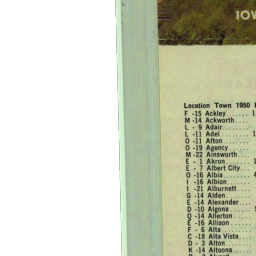 IOW
Location Town 1950
F -15 Ackley
M -14 Ackworth
L - 9 Adair
L -11 Adel
O -11 Afton
O -19 Agency
M -22 Ainsworth
E - 1 Akron
E - 7 Albert City
O -16 Albia
I -16 Albion
I -21 Alburnett
G -14 Alden
E -14 Alexander
D -10 Algona
Q -14 Allerton
E -16 Allison
F - 6 Alta
C -18 Alta Vista
D - 3 Alton
K -14 Altoona